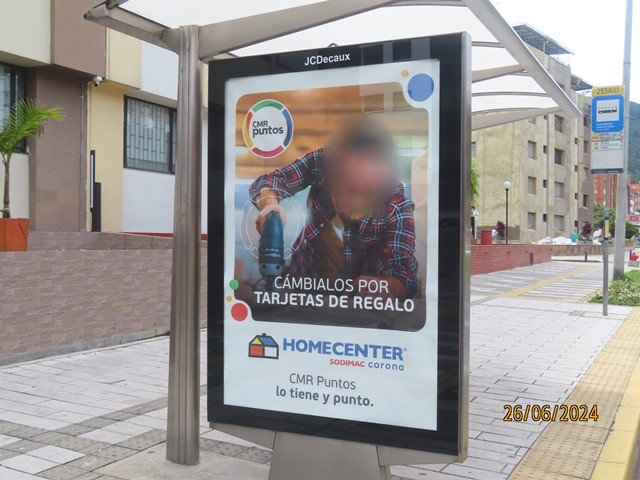 JCDecaux
CMR
puntos
CÁMBIALOS POR
TARJETAS DE REGALO
HOMECENTER
SODIMAC corona
CMR Puntos
lo tiene y punto.
253A01
26/06/2024